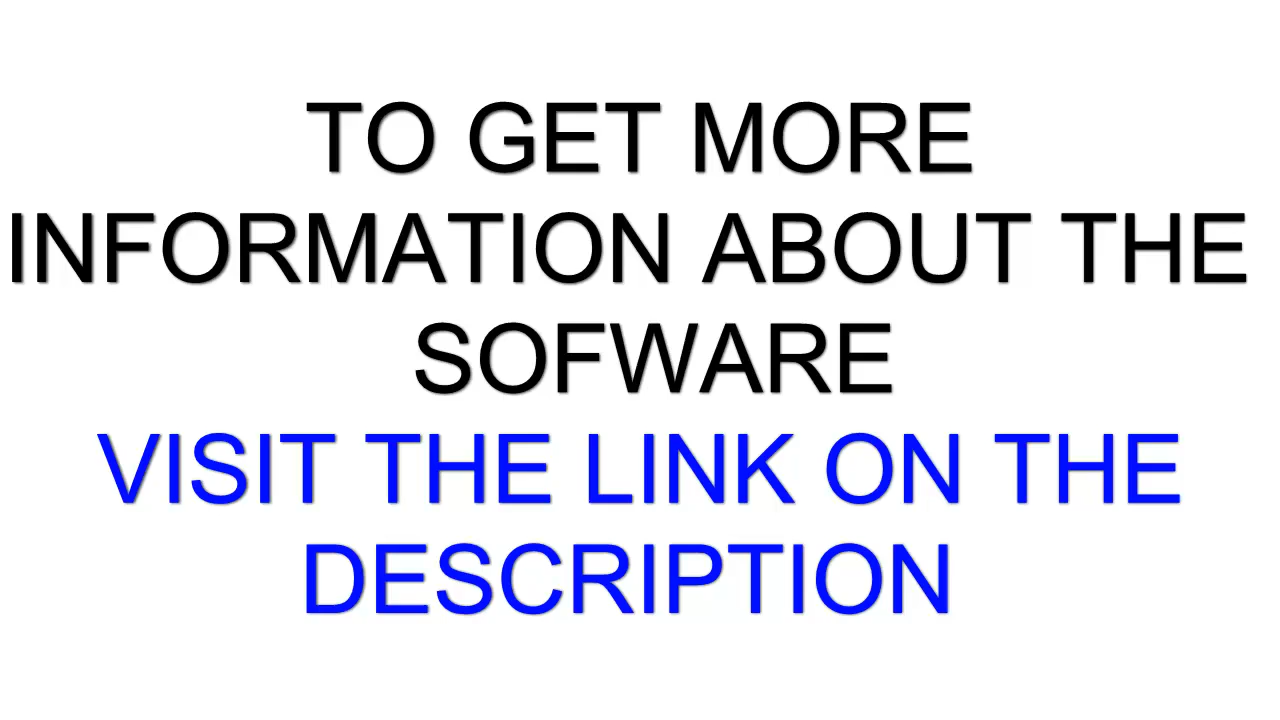 TO GET MORE
INFORMATION ABOUT THE
SOFWARE
VISIT THE LINK ON THE
DESCRIPTION